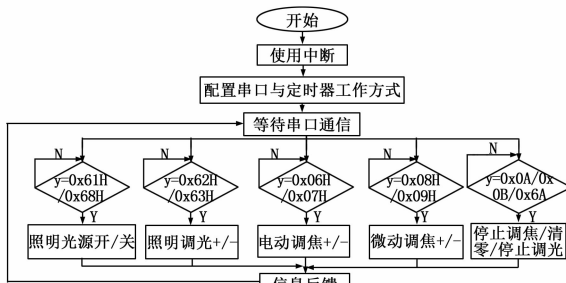 开始
使用中断
配置串口与定时器工作方式
等待串口通信
N
N
N
N
N
y=0x61H
/0x68H
y=0x62H
/0x63H
y=0x06H
/0x07H
y=0x08H
/0x09H
y=0x0A/0x
0B/0x6A
Y
Y
Y
Y
Y
照明光源开/关
照明调光+/-
电动调焦+/-
微动调焦+/-
停止调焦/清
零/停止调光
信息反馈